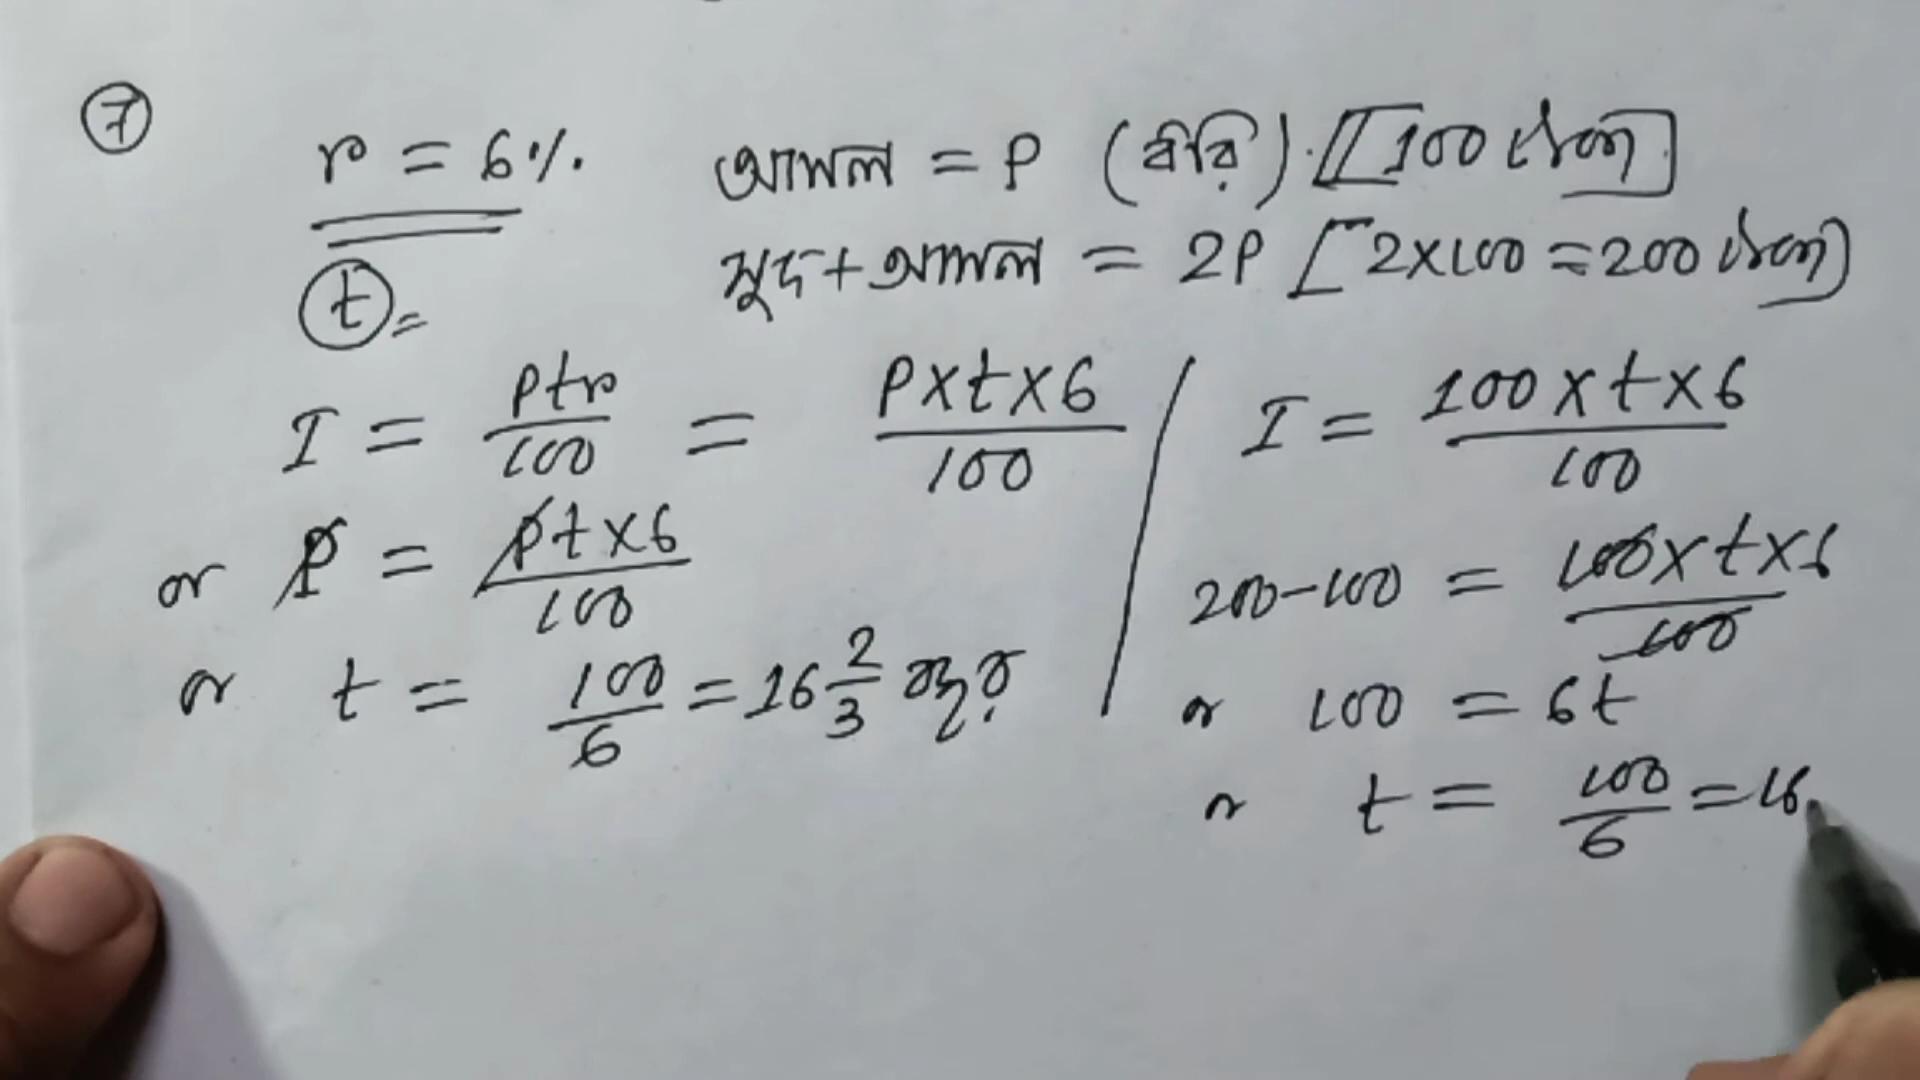 ⑦
r = 6%. আসল = P (ধরি). [100 টাকা]
সুদ+আসল = 2P [2×100 = 200 টাকা]
t =
I = Ptr/100 = P×t×6/100
or P = Pt×6/100
or t = 100/6 = 16 2/3 বছর
I = 100×t×6/100
200-100 = 100×t×6/100
or 100 = 6t
or t = 100/6 = 16